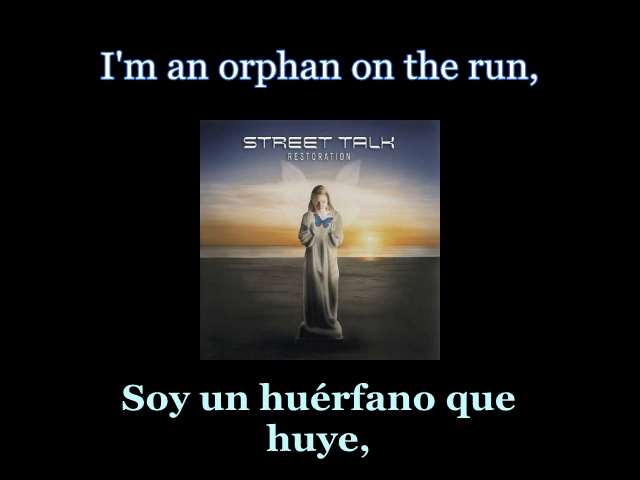 I'm an orphan on the run,
STREET TALK
RESTORATION
Soy un huérfano que
huye,